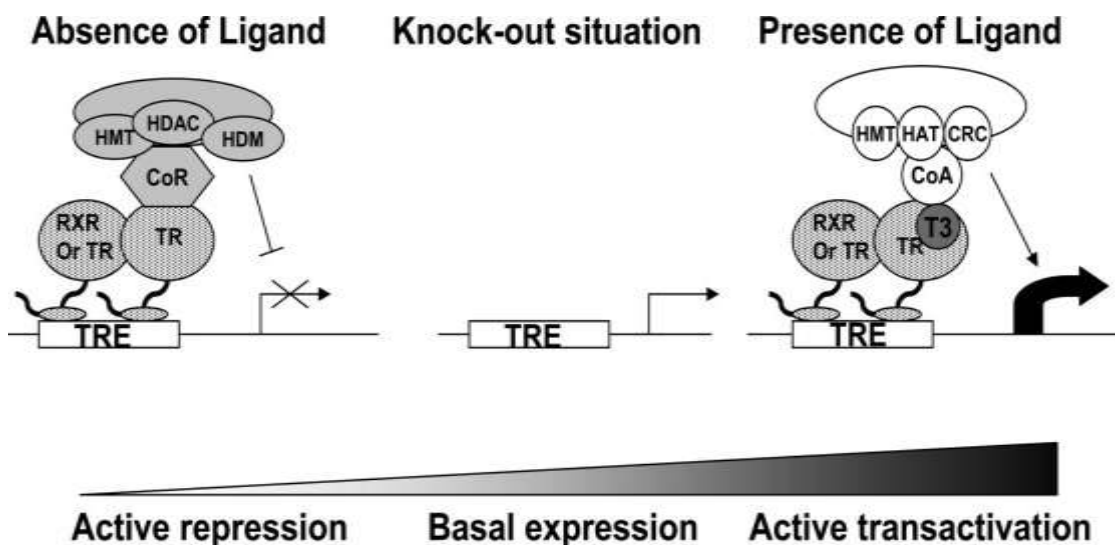 Absence of Ligand
Knock-out situation
Presence of Ligand
HMT
HDAC
HDM
CoR
RXR
Or TR
TR
TRE
TRE
HMT
HAT
CRC
CoA
RXR
Or TR
TR
T3
TRE
Active repression
Basal expression
Active transactivation